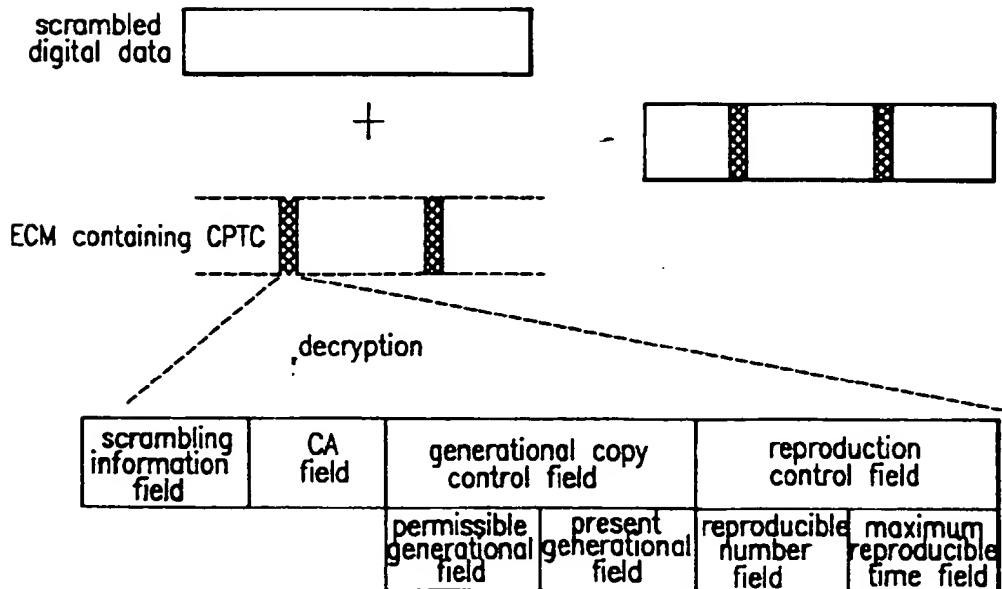 scrambled
digital data
+
ECM containing CPTC
decryption
scrambling
information
field
CA
field
generational copy
control field
reproduction
control field
permissible
generational
field
present
generational
field
reproducible
number
field
maximum
reproducible
time field